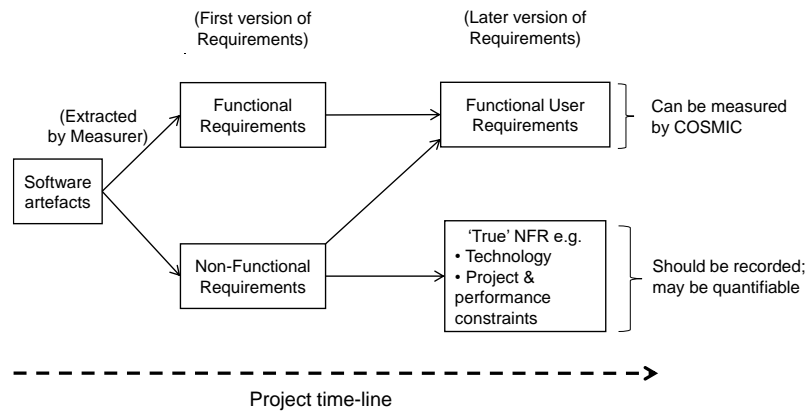 (First version of
Requirements)
(Later version of
Requirements)
(Extracted
by Measurer)
Functional
Requirements
Functional User
Requirements
Can be measured
by COSMIC
Software
artefacts
Non-Functional
Requirements
‘True’ NFR e.g.
• Technology
• Project &
performance
constraints
Should be recorded;
may be quantifiable
Project time-line